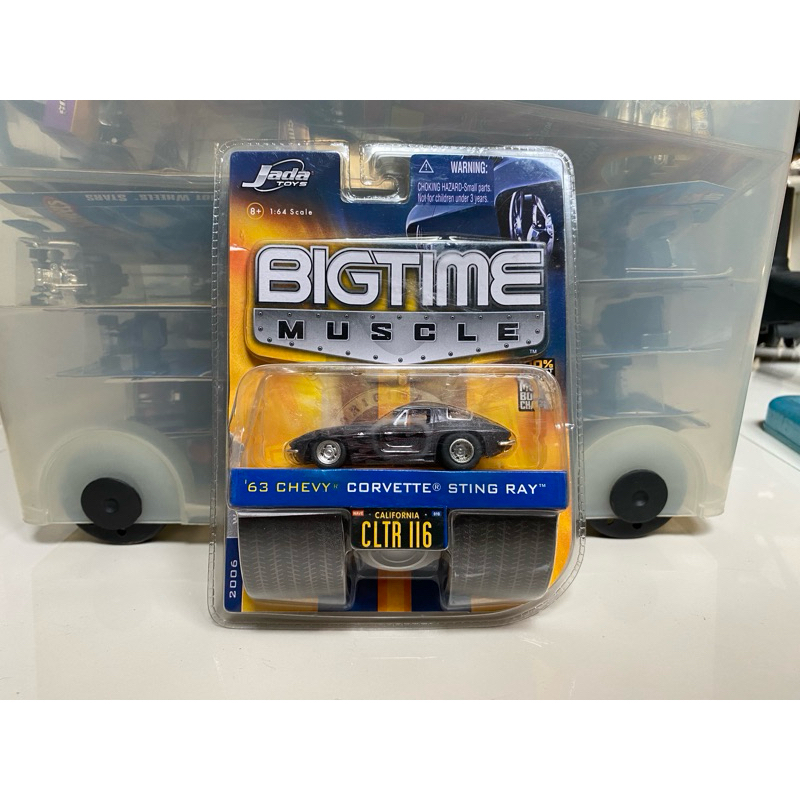 Jada
TOYS
8+ 1:64 Scale
WARNING:
CHOKING HAZARD-Small parts.
Not for children under 3 years.
BIGTIME
MUSCLE
TM
'63 CHEVY CORVETTE® STING RAY™
CALIFORNIA
CLTR 116
2006